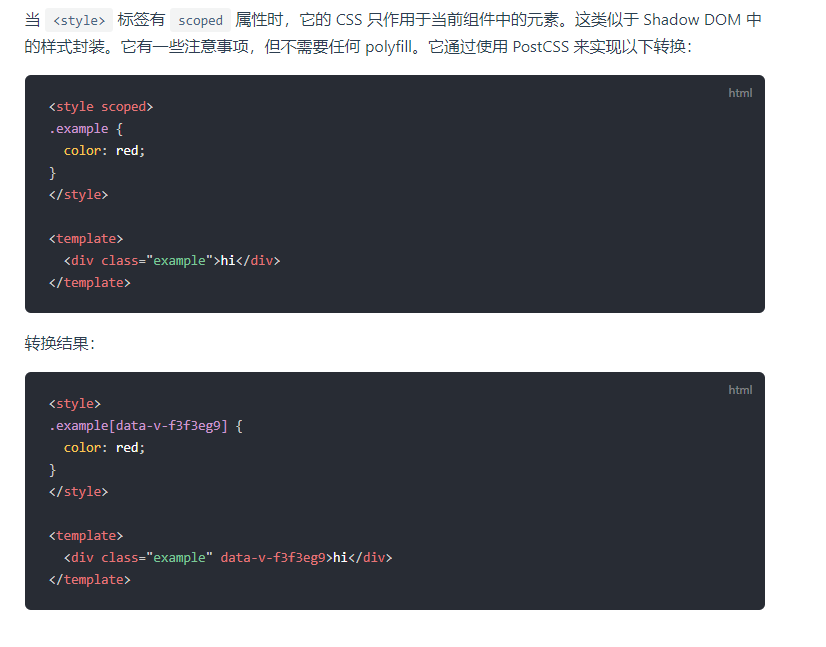 当 <style> 标签有 scoped 属性时，它的 CSS 只作用于当前组件中的元素。这类似于 Shadow DOM 中
的样式封装。它有一些注意事项，但不需要任何 polyfill。它通过使用 PostCSS 来实现以下转换：
html
<style scoped>
.example {
  color: red;
}
</style>

<template>
  <div class="example">hi</div>
</template>
转换结果：
html
<style>
.example[data-v-f3f3eg9] {
  color: red;
}
</style>

<template>
  <div class="example" data-v-f3f3eg9>hi</div>
</template>